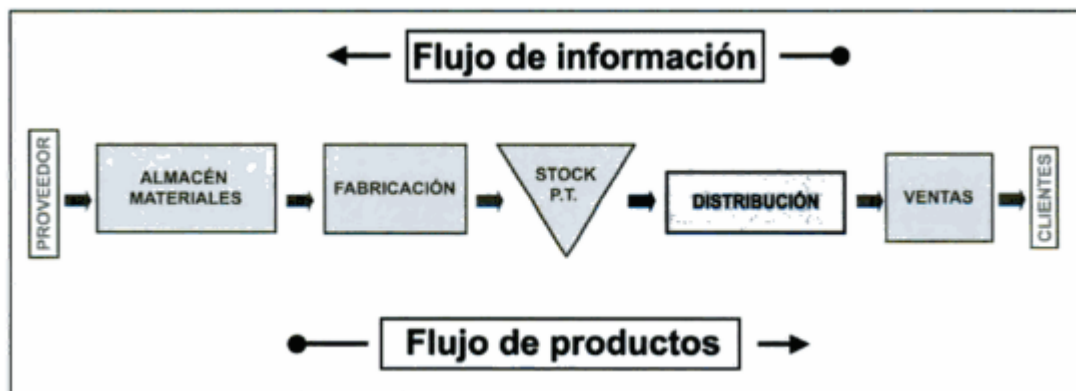 Flujo de información
PROVEEDOR
ALMACÉN
MATERIALES
FABRICACIÓN
STOCK
P.T.
DISTRIBUCIÓN
VENTAS
CLIENTES
Flujo de productos